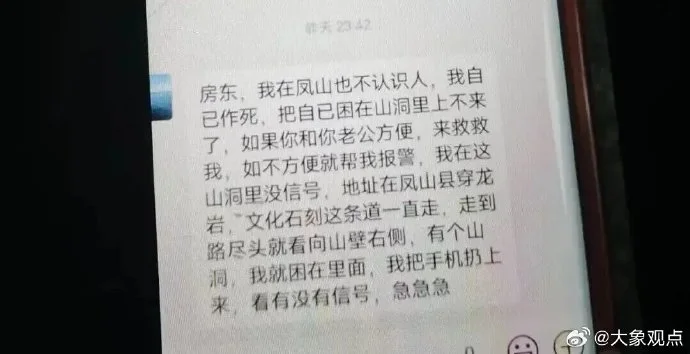 昨天 23:42
房东，我在凤山也不认识人，我自
已作死，把自已困在山洞里上不来
了，如果你和你老公方便，来救救
我，如不方便就帮我报警，我在这
山洞里没信号，地址在凤山县穿龙
岩，”文化石刻这条道一直走，走到
路尽头就看向山壁右侧，有个山
洞，我就困在里面，我把手机扔上
来，看有没有信号，急急急
@大象观点